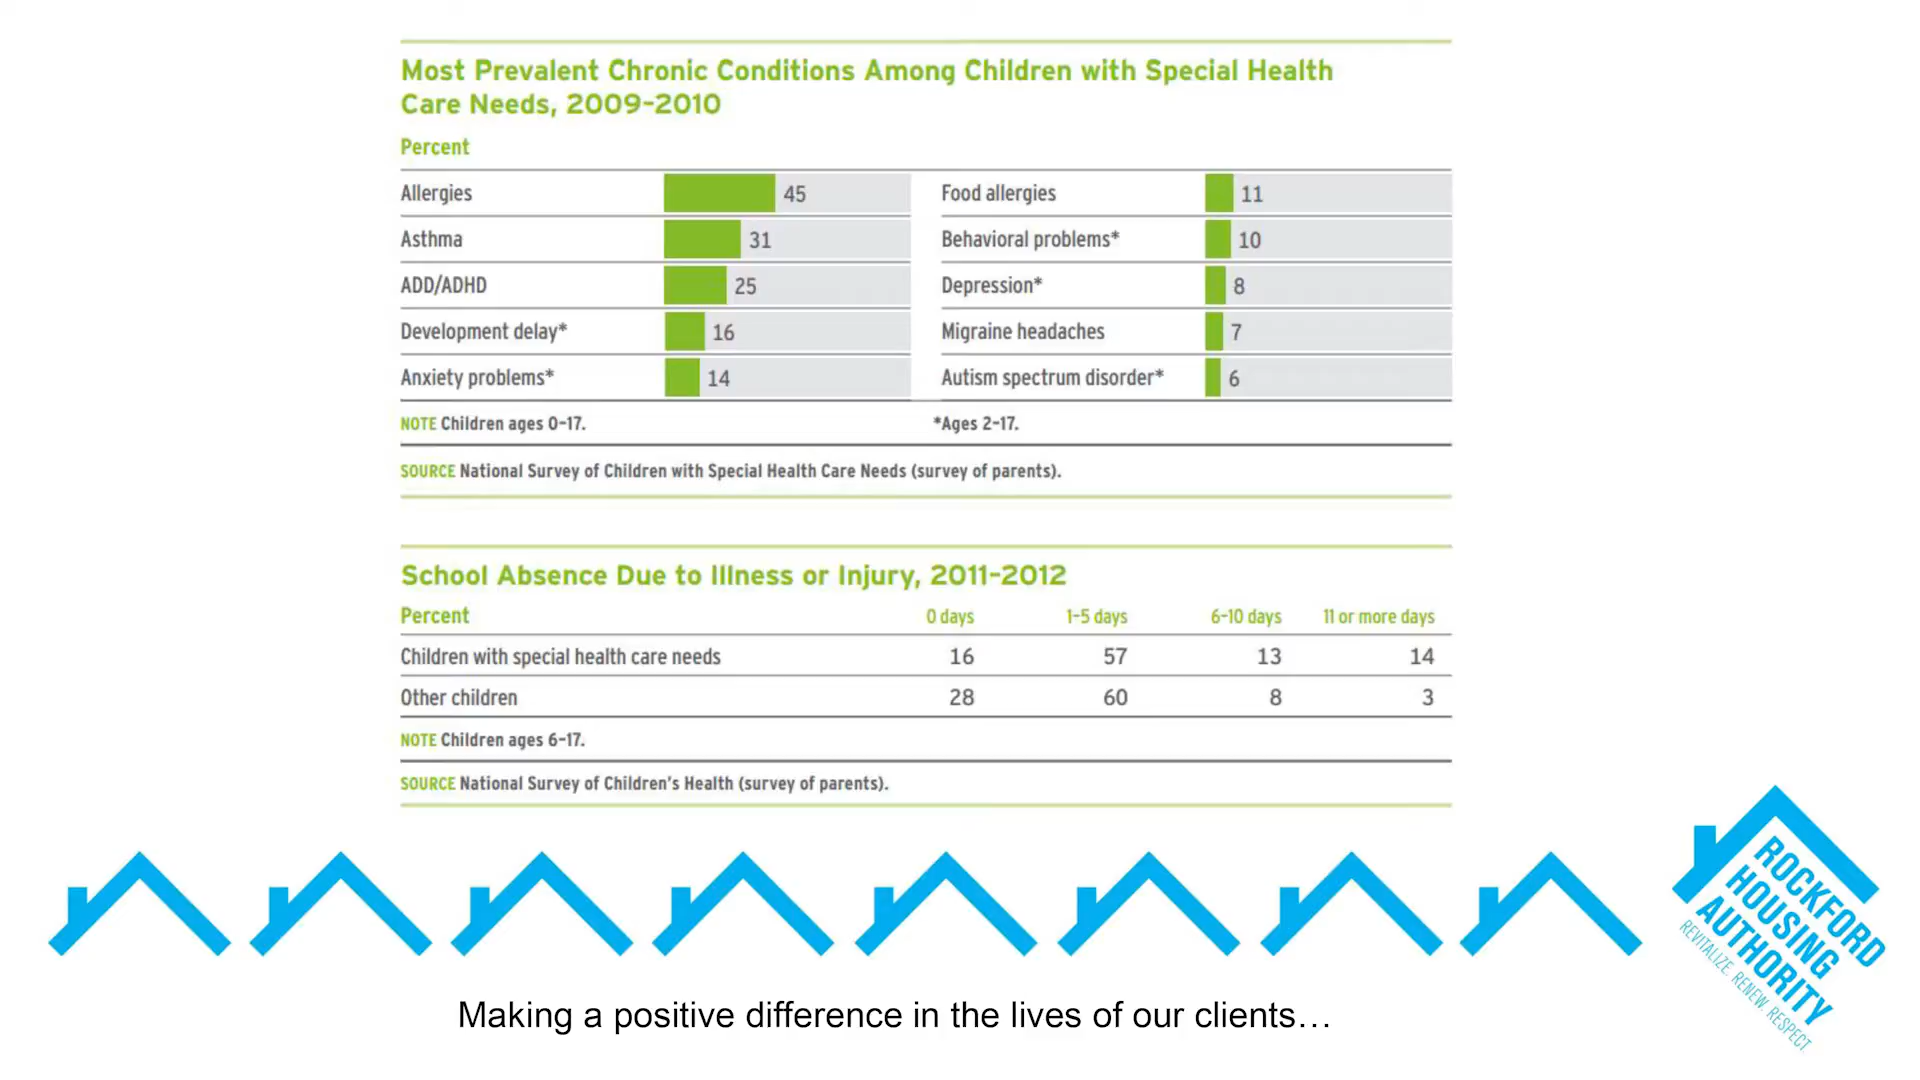 Most Prevalent Chronic Conditions Among Children with Special Health
Care Needs, 2009-2010
Percent
Allergies 45
Asthma 31
ADD/ADHD 25
Development delay* 16
Anxiety problems* 14
Food allergies 11
Behavioral problems* 10
Depression* 8
Migraine headaches 7
Autism spectrum disorder* 6
NOTE Children ages 0-17. *Ages 2-17.
SOURCE National Survey of Children with Special Health Care Needs (survey of parents).
School Absence Due to Illness or Injury, 2011-2012
Percent 0 days 1-5 days 6-10 days 11 or more days
Children with special health care needs 16 57 13 14
Other children 28 60 8 3
NOTE Children ages 6-17.
SOURCE National Survey of Children's Health (survey of parents).
ROCKFORD
HOUSING
AUTHORITY
REVITALIZE. RENEW. RESPECT.
Making a positive difference in the lives of our clients…